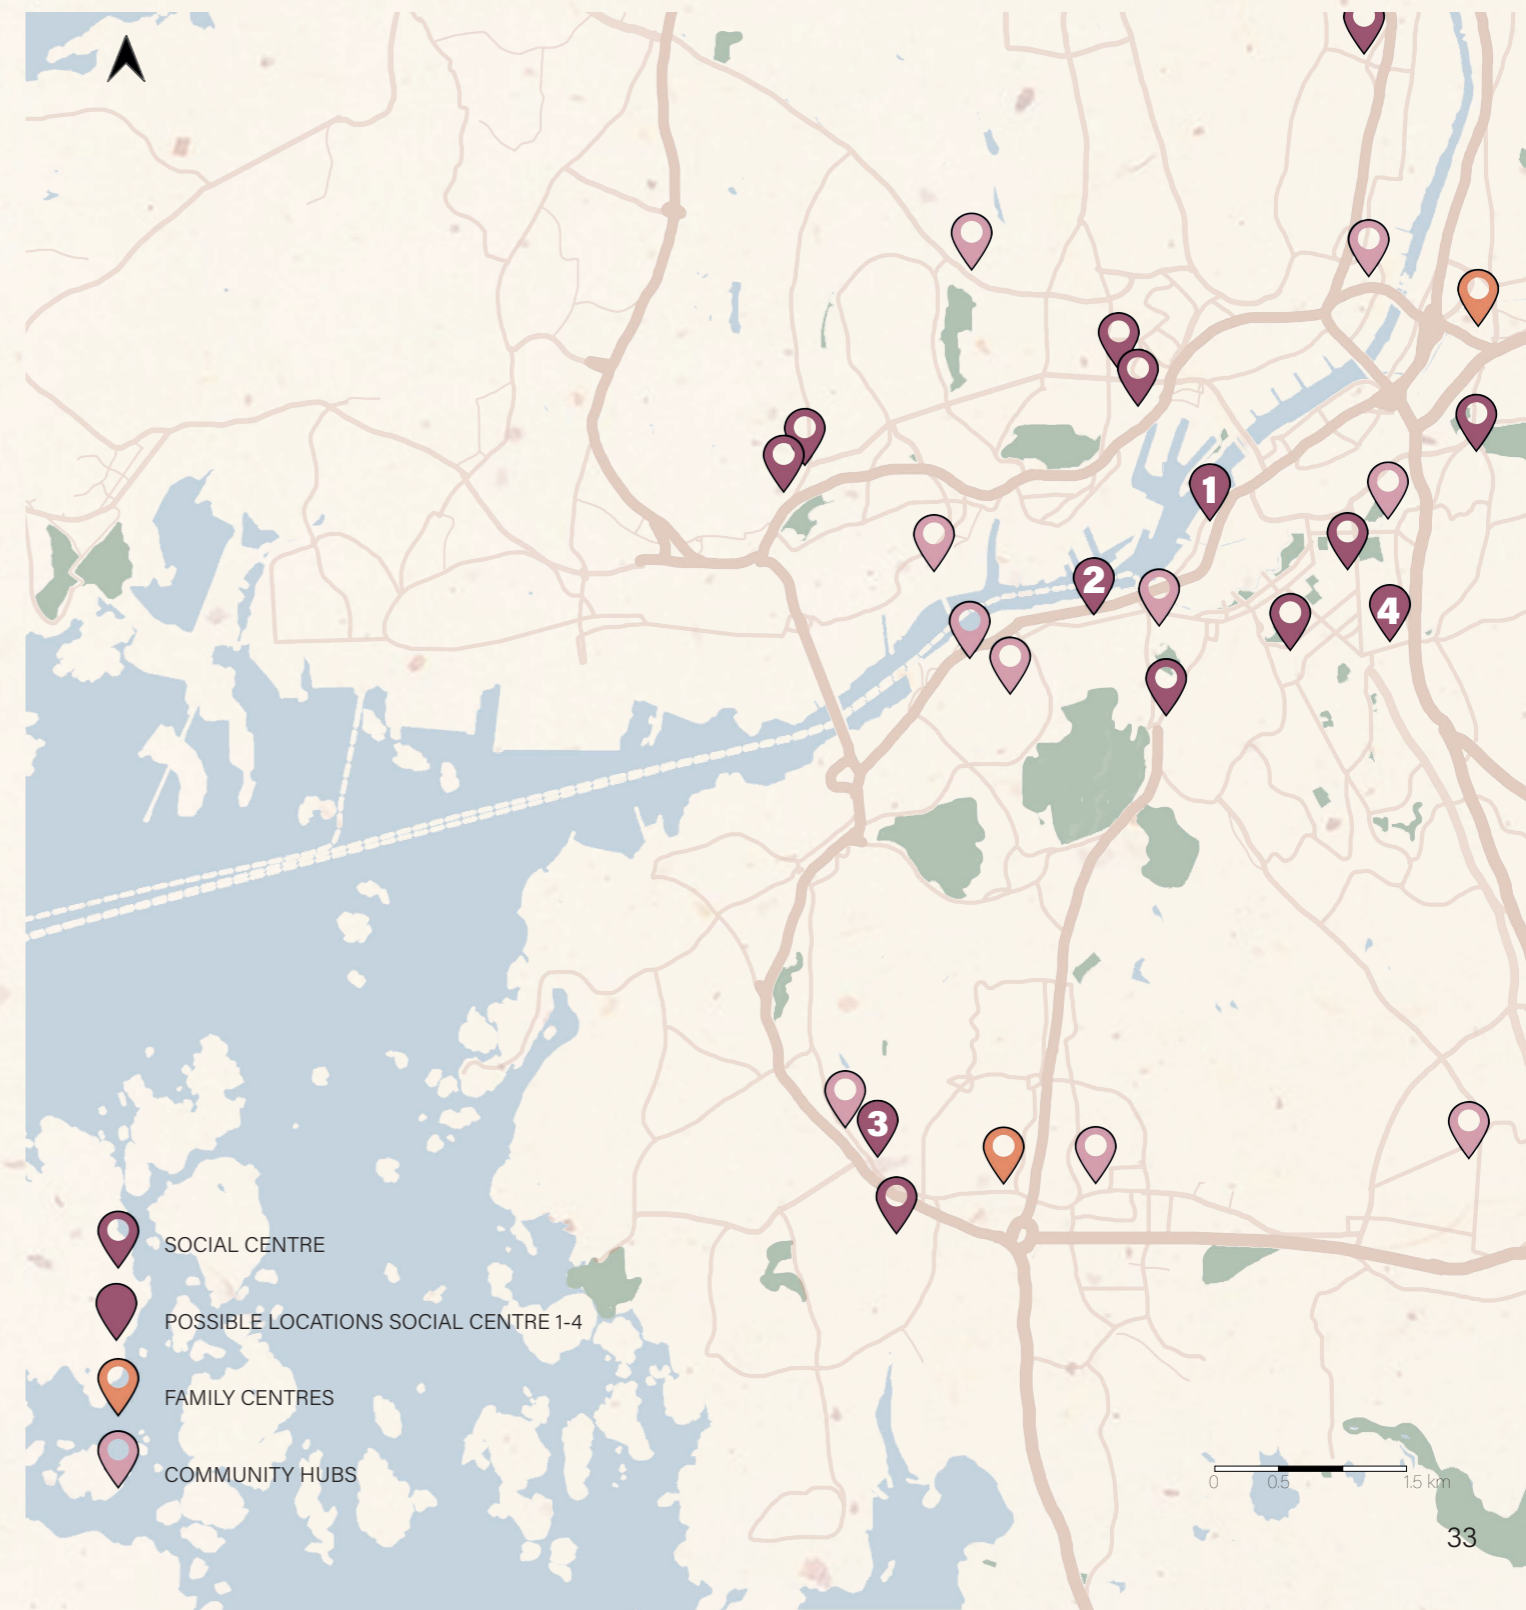 1
2
4
3
SOCIAL CENTRE
POSSIBLE LOCATIONS SOCIAL CENTRE 1-4
FAMILY CENTRES
COMMUNITY HUBS
0 0.5 1.5 km
33